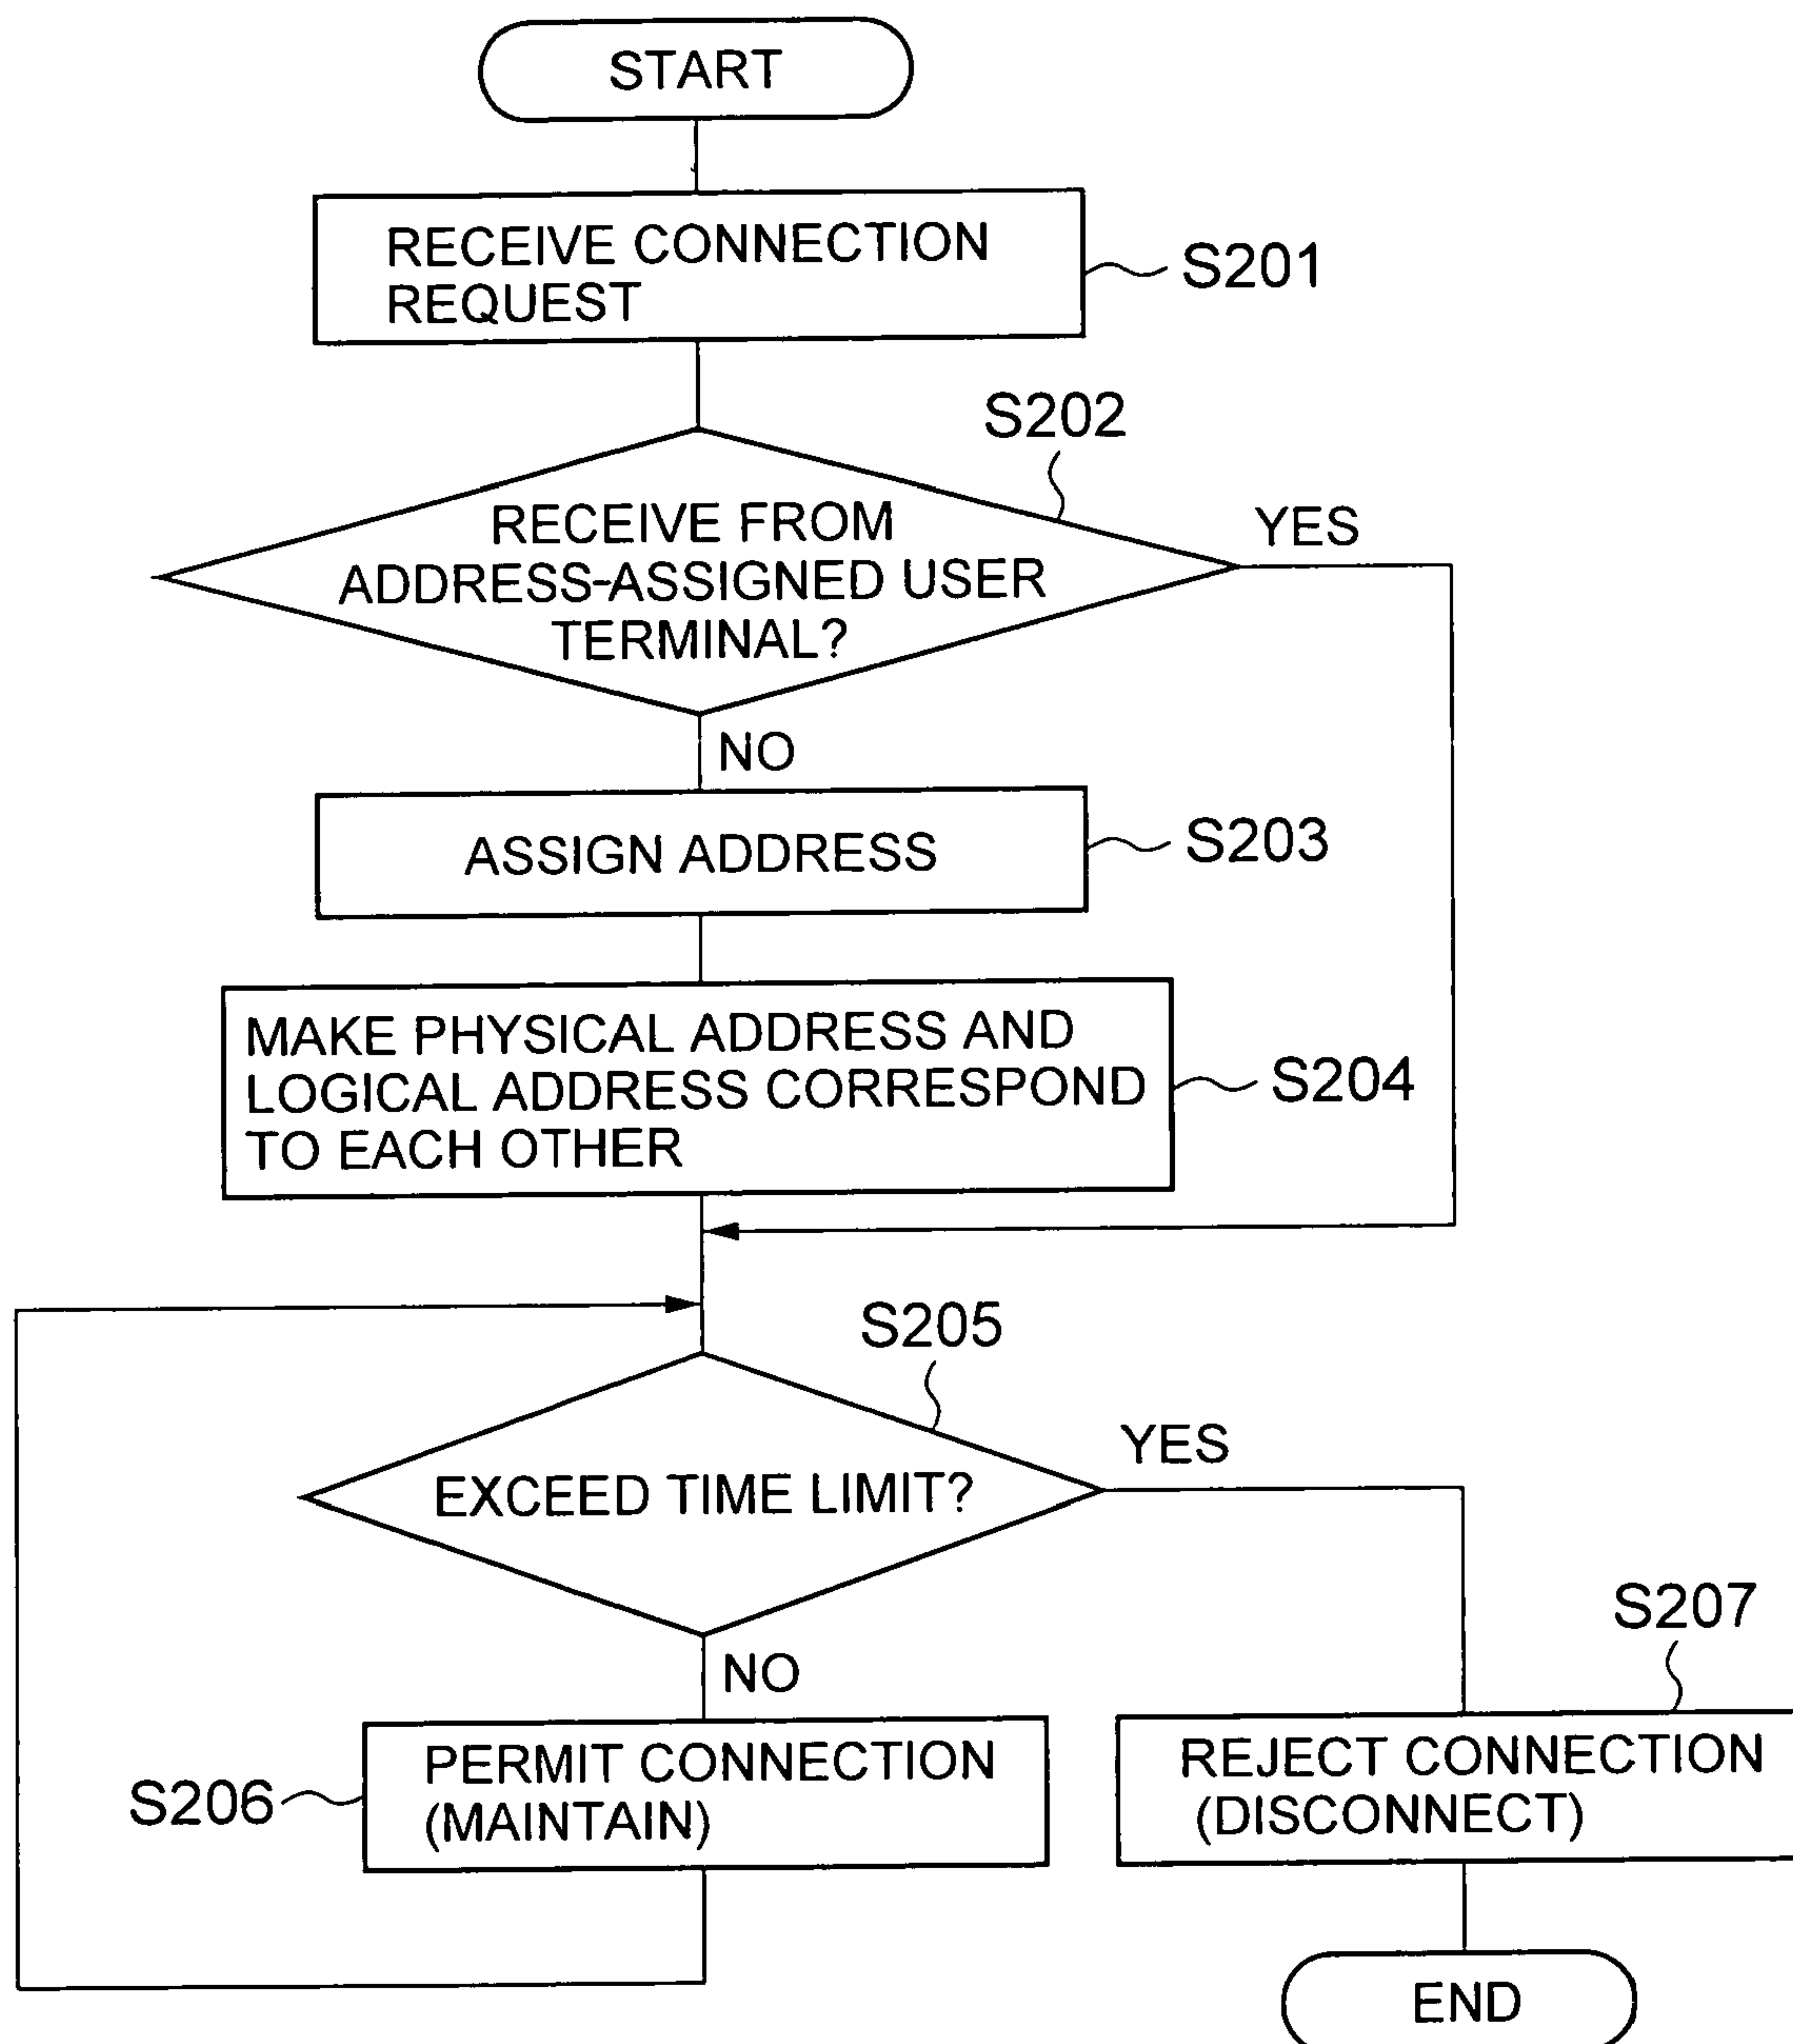 START
RECEIVE CONNECTION
REQUEST
S201
S202
RECEIVE FROM
ADDRESS-ASSIGNED USER
TERMINAL?
YES
NO
ASSIGN ADDRESS
S203
MAKE PHYSICAL ADDRESS AND
LOGICAL ADDRESS CORRESPOND
TO EACH OTHER
S204
S205
EXCEED TIME LIMIT?
YES
NO
S207
PERMIT CONNECTION
(MAINTAIN)
S206
REJECT CONNECTION
(DISCONNECT)
END